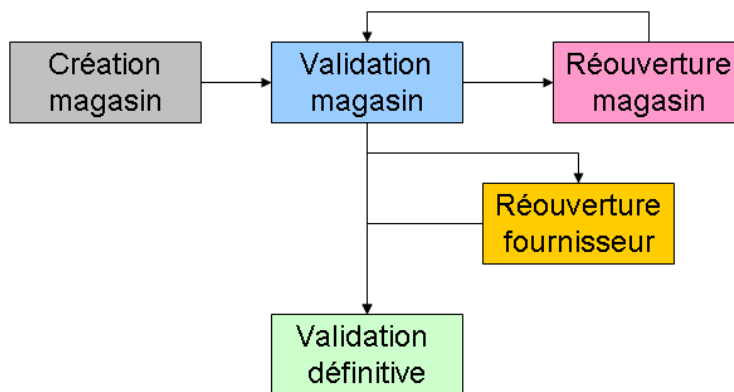 Création
magasin
Validation
magasin
Réouverture
magasin
Réouverture
fournisseur
Validation
définitive